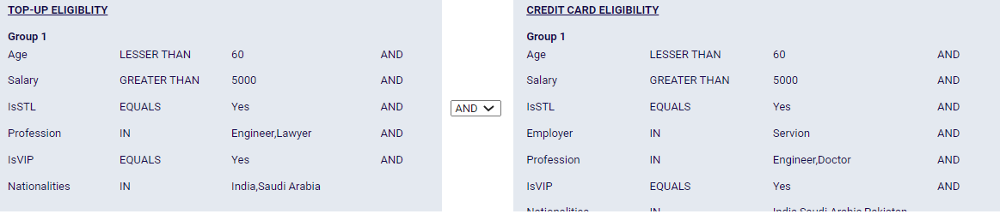 TOP-UP ELIGIBLITY
Group 1
Age LESSER THAN 60 AND
Salary GREATER THAN 5000 AND
IsSTL EQUALS Yes AND
Profession IN Engineer,Lawyer AND
IsVIP EQUALS Yes AND
Nationalities IN India,Saudi Arabia
AND
CREDIT CARD ELIGIBILITY
Group 1
Age LESSER THAN 60 AND
Salary GREATER THAN 5000 AND
IsSTL EQUALS Yes AND
Employer IN Servion AND
Profession IN Engineer,Doctor AND
IsVIP EQUALS Yes AND
Nationalities IN India,Saudi Arabia,Pakistan